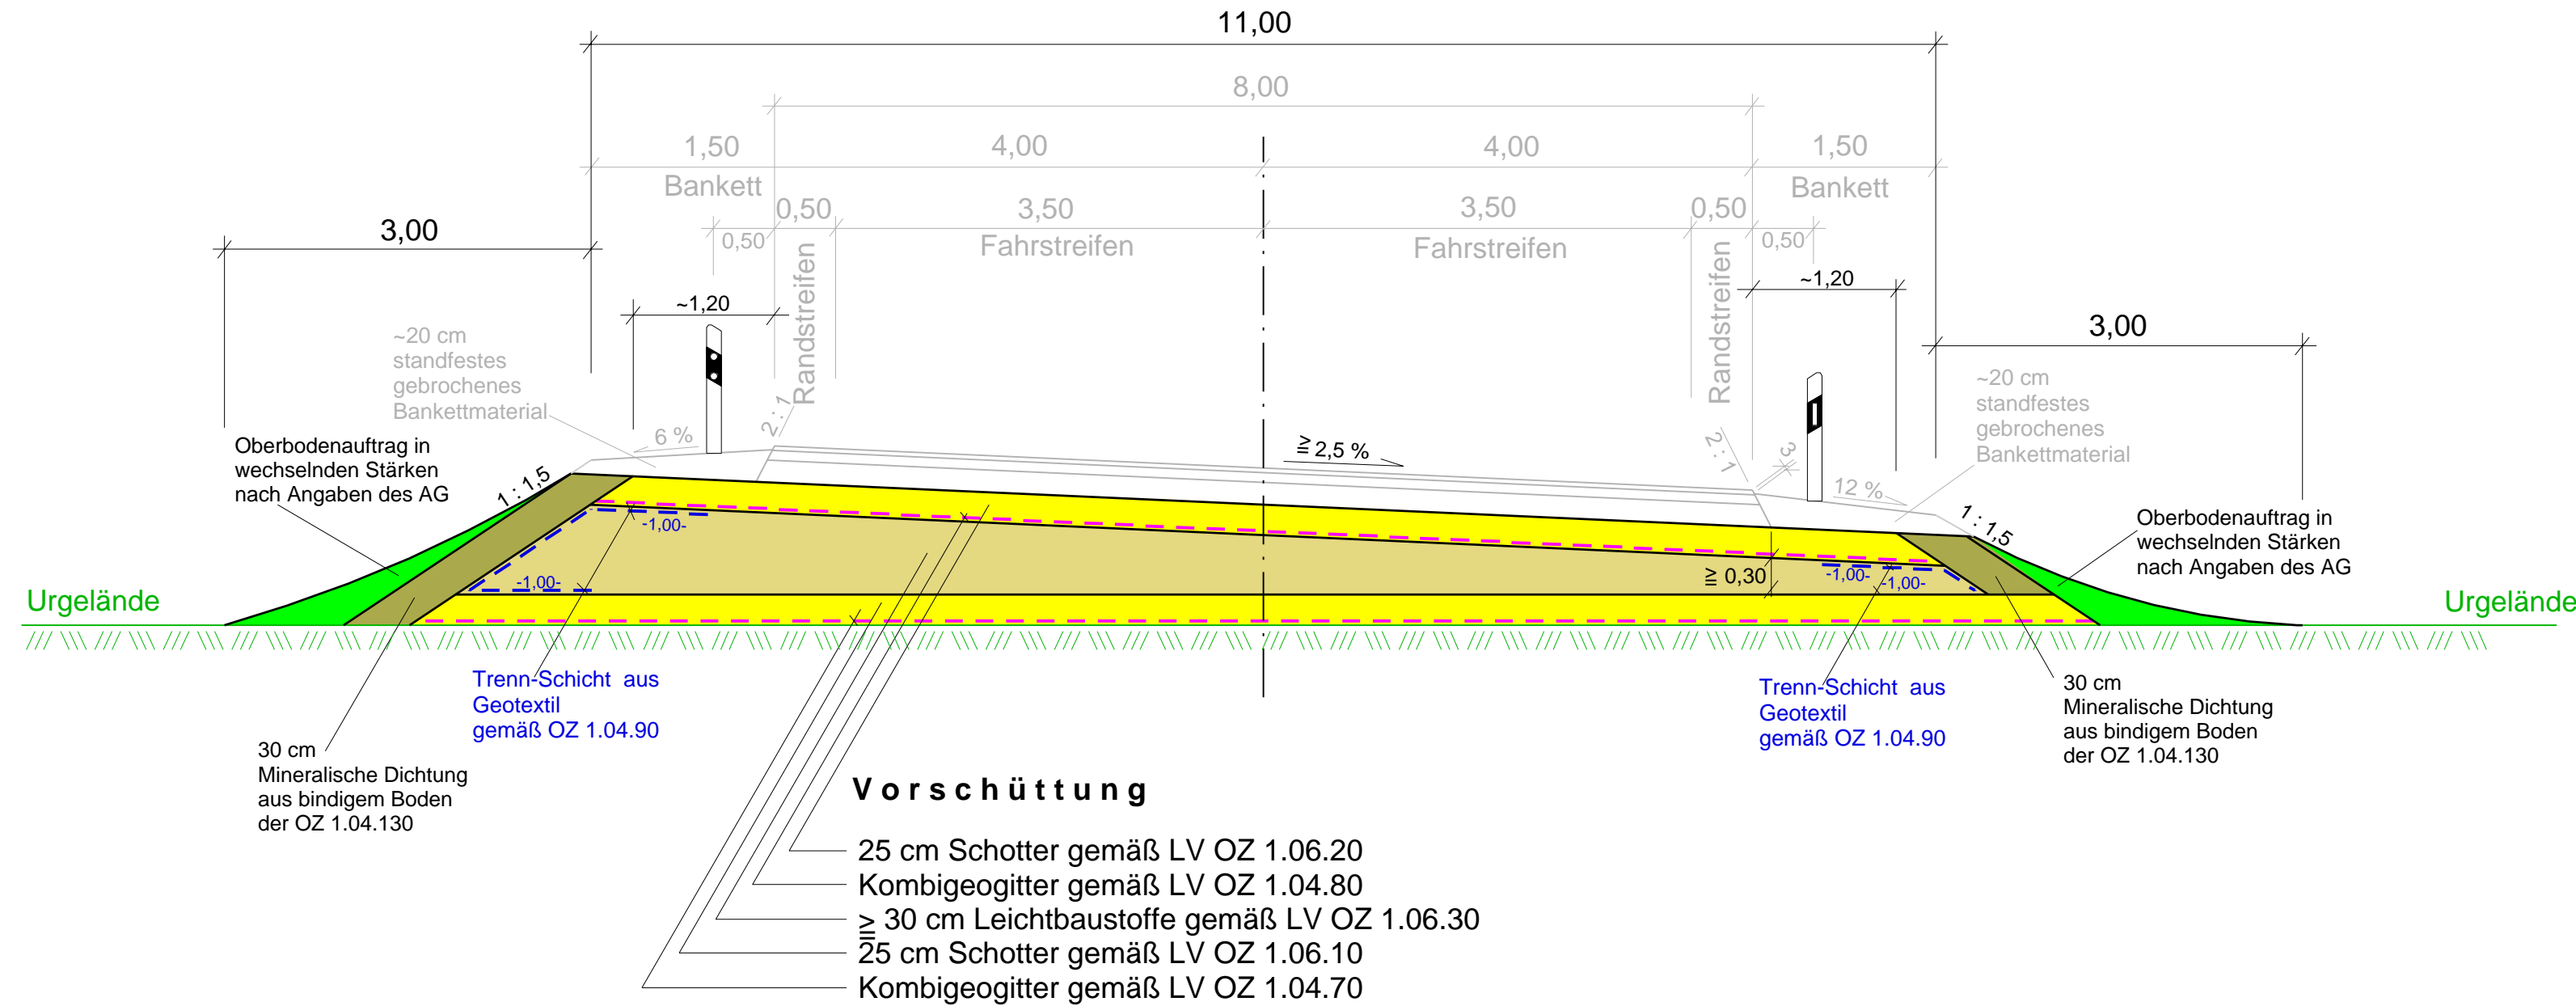 11,00
8,00
1,50
4,00
4,00
1,50
Bankett
Bankett
0,50
3,50
3,50
0,50
3,00
0,50
Fahrstreifen
Fahrstreifen
0,50
Randstreifen
Randstreifen
~1,20
~1,20
3,00
~20 cm
standfestes
gebrochenes
Bankettmaterial
~20 cm
standfestes
gebrochenes
Bankettmaterial
2 : 1
6 %
≧ 2,5 %
2 : 1
3
12 %
Oberbodenauftrag in
wechselnden Stärken
nach Angaben des AG
1 : 1,5
1 : 1,5
Oberbodenauftrag in
wechselnden Stärken
nach Angaben des AG
-1,00-
-1,00-
≧ 0,30
-1,00-
-1,00-
Urgelände
Urgelände
Trenn-Schicht aus
Geotextil
gemäß OZ 1.04.90
Trenn-Schicht aus
Geotextil
gemäß OZ 1.04.90
30 cm
Mineralische Dichtung
aus bindigem Boden
der OZ 1.04.130
30 cm
Mineralische Dichtung
aus bindigem Boden
der OZ 1.04.130
Vorschüttung
25 cm Schotter gemäß LV OZ 1.06.20
Kombigeogitter gemäß LV OZ 1.04.80
≧ 30 cm Leichtbaustoffe gemäß LV OZ 1.06.30
25 cm Schotter gemäß LV OZ 1.06.10
Kombigeogitter gemäß LV OZ 1.04.70